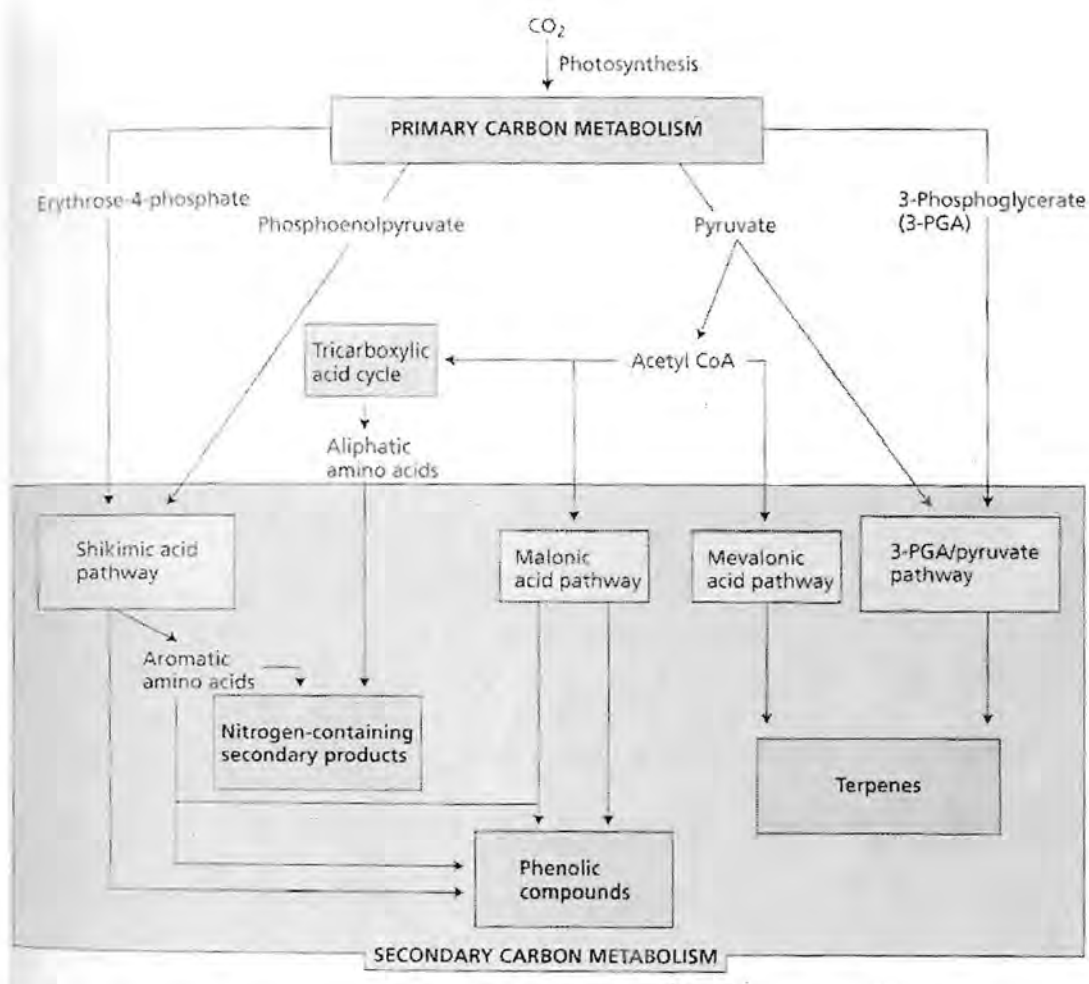 CO₂
Photosynthesis
PRIMARY CARBON METABOLISM
Erythrose-4-phosphate
Phosphoenolpyruvate
Pyruvate
3-Phosphoglycerate
(3-PGA)
Tricarboxylic
acid cycle
Acetyl CoA
Aliphatic
amino acids
Shikimic acid
pathway
Malonic
acid pathway
Mevalonic
acid pathway
3-PGA/pyruvate
pathway
Aromatic
amino acids
Nitrogen-containing
secondary products
Terpenes
Phenolic
compounds
SECONDARY CARBON METABOLISM